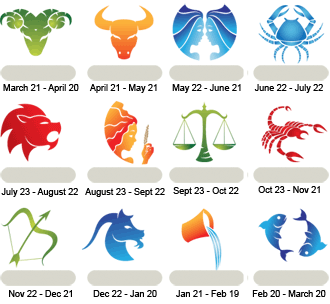 March 21 - April 20
April 21 - May 21
May 22 - June 21
June 22 - July 22
July 23 - August 22
August 23 - Sept 22
Sept 23 - Oct 22
Oct 23 - Nov 21
Nov 22 - Dec 21
Dec 22 - Jan 20
Jan 21 - Feb 19
Feb 20 - March 20